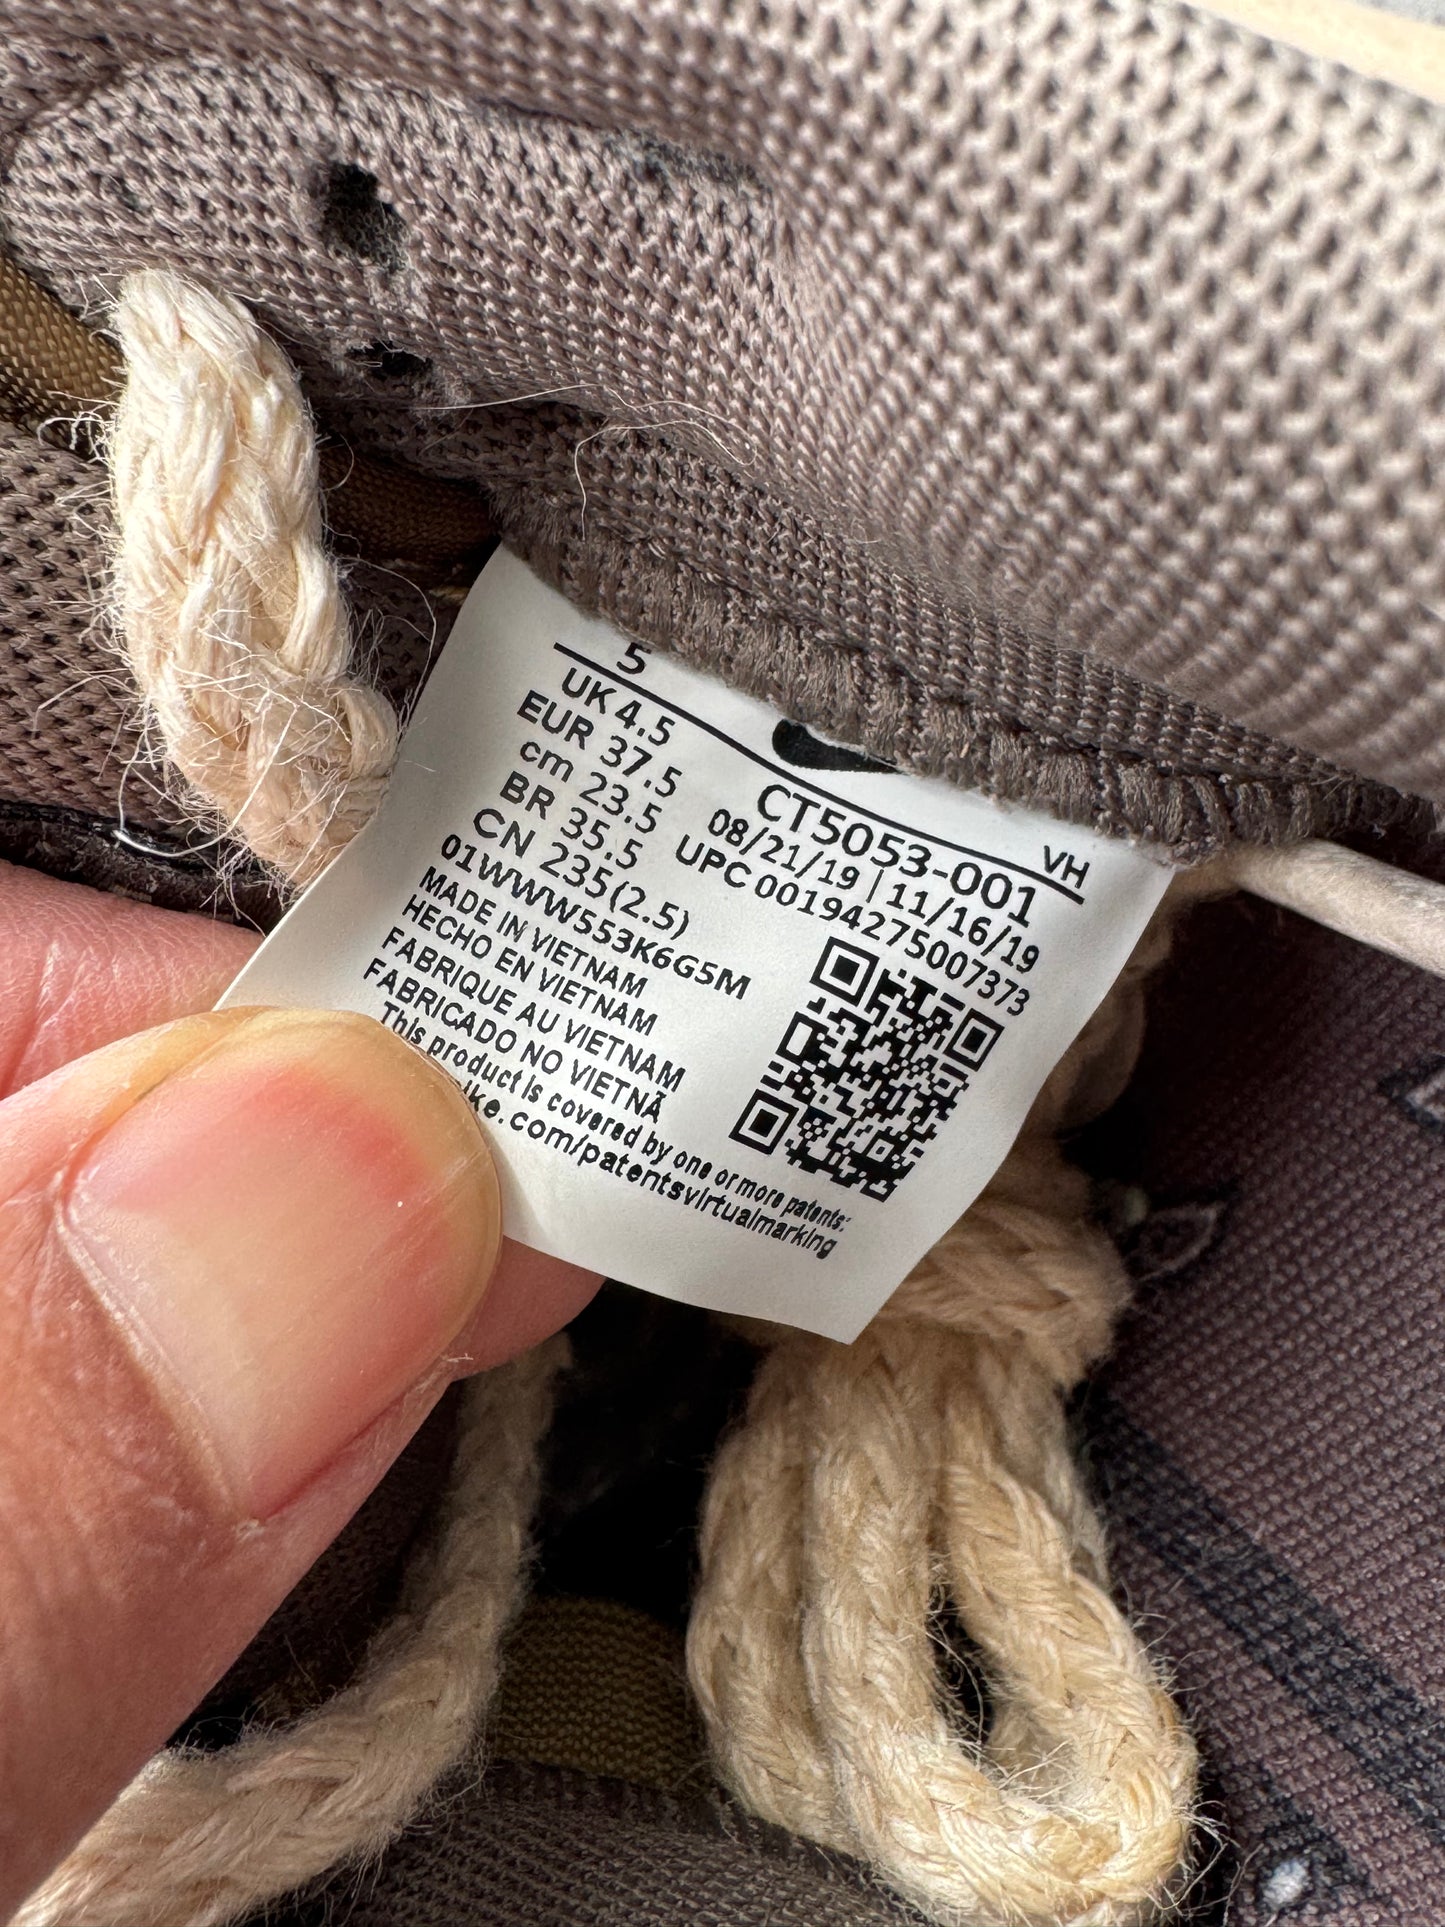 5
UK 4.5
EUR 37.5
cm 23.5
BR 35.5
CN 235(2.5)
VH
CT5053-001
08/21/19 | 11/16/19
UPC 00194275007373
01WWW553K6G5M
MADE IN VIETNAM
HECHO EN VIETNAM
FABRIQUE AU VIETNAM
FABRICADO NO VIETNÃ
This product is covered by one or more patents:
ike.com/patentsvirtualmarking